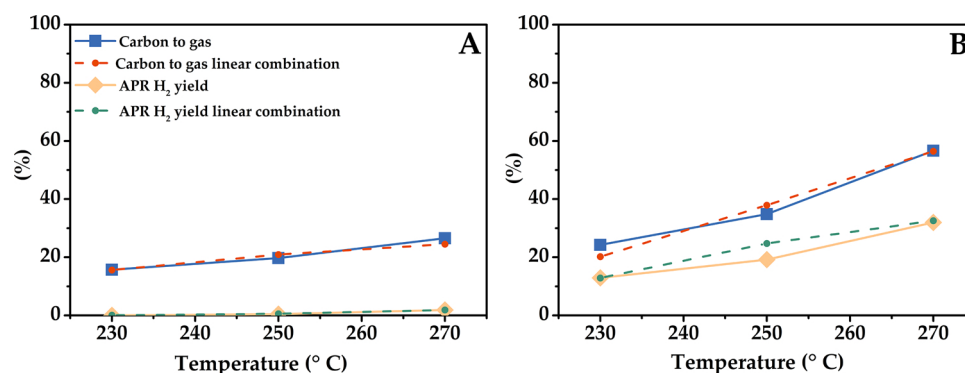 A
Carbon to gas
Carbon to gas linear combination
APR H₂ yield
APR H₂ yield linear combination
100
80
60
40
20
0
(%)
230 240 250 260 270
Temperature (° C)
B
100
80
60
40
20
0
(%)
230 240 250 260 270
Temperature (° C)